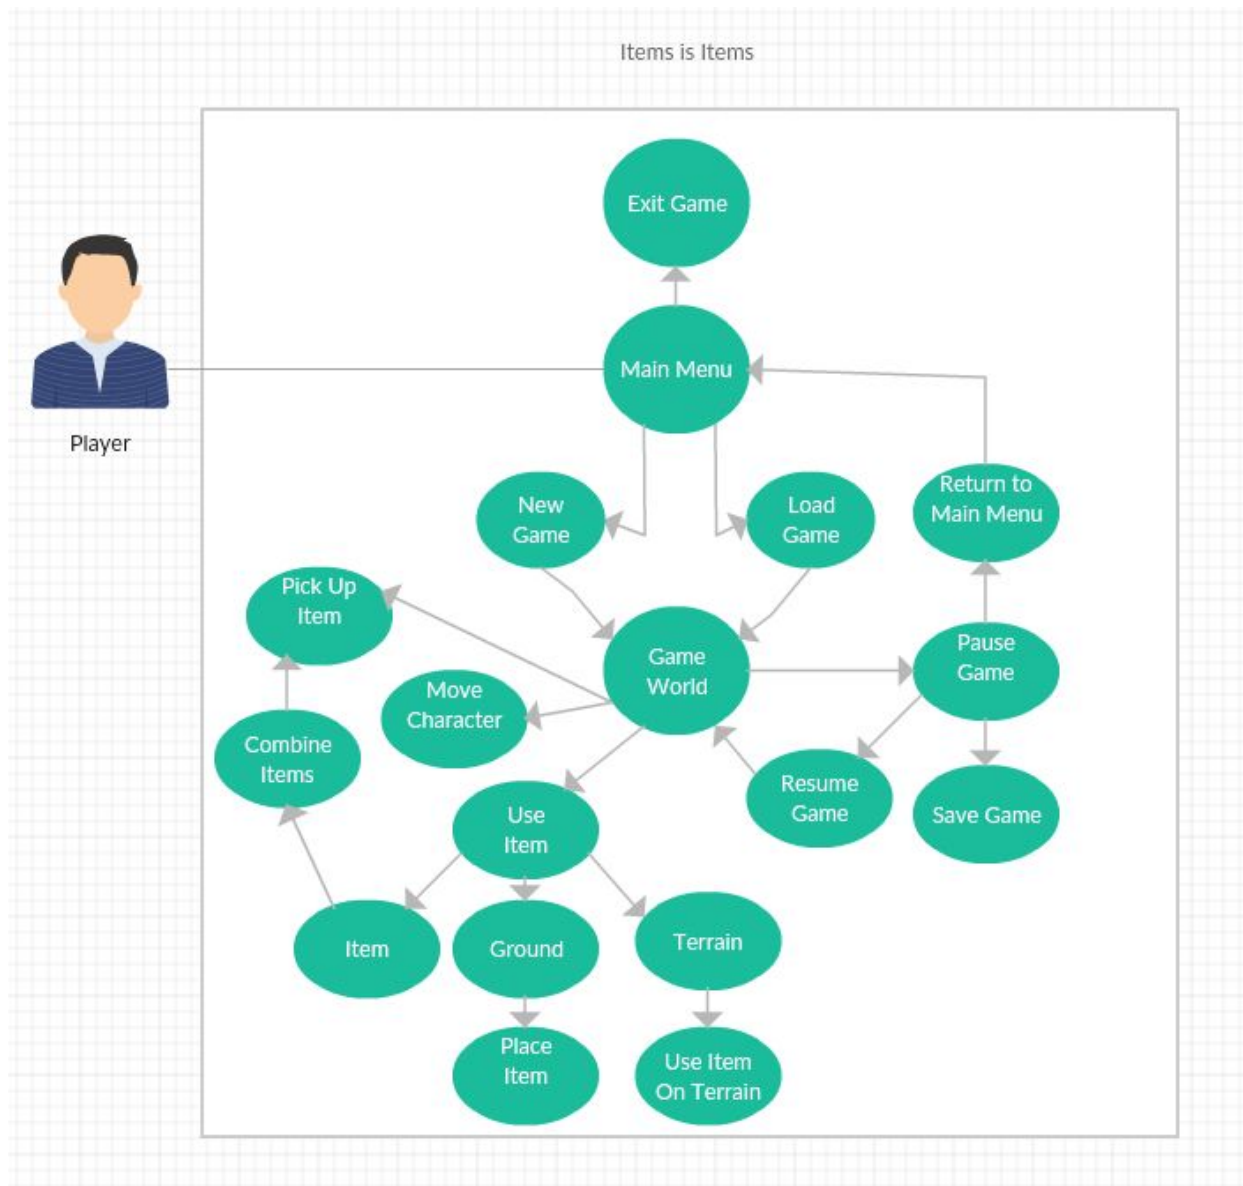 Items is Items
Exit Game
Main Menu
Player
New
Game
Load
Game
Return to
Main Menu
Pick Up
Item
Game
World
Pause
Game
Move
Character
Combine
Items
Resume
Game
Save Game
Use
Item
Item
Ground
Terrain
Place
Item
Use Item
On Terrain